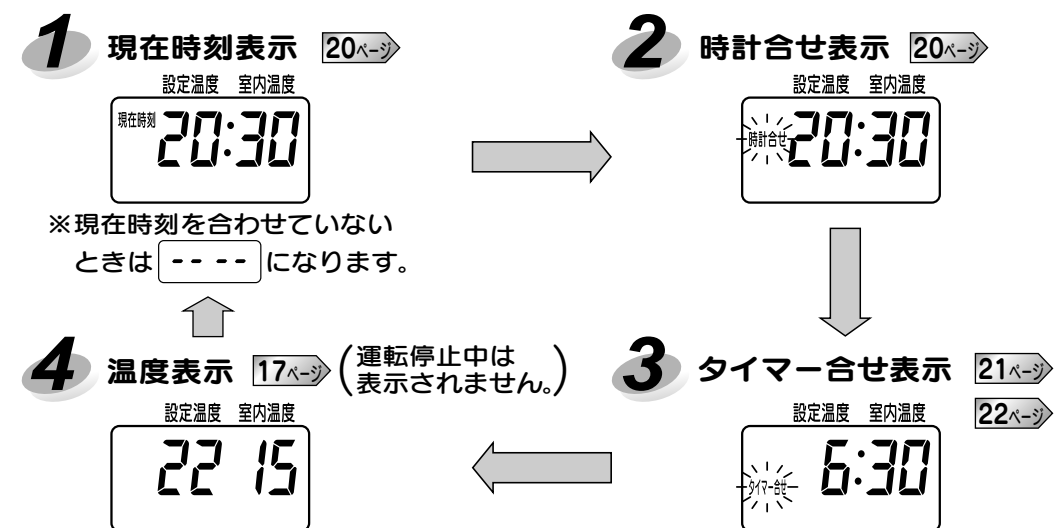 1 現在時刻表示 20ページ
設定温度 室内温度
現在時刻 20:30
※現在時刻を合わせていない
ときは -- -- になります。
2 時計合せ表示 20ページ
設定温度 室内温度
時計合せ 20:30
3 タイマー合せ表示 21ページ
22ページ
設定温度 室内温度
タイマー合せ 6:30
4 温度表示 17ページ (運転停止中は
表示されません。)
設定温度 室内温度
22 15